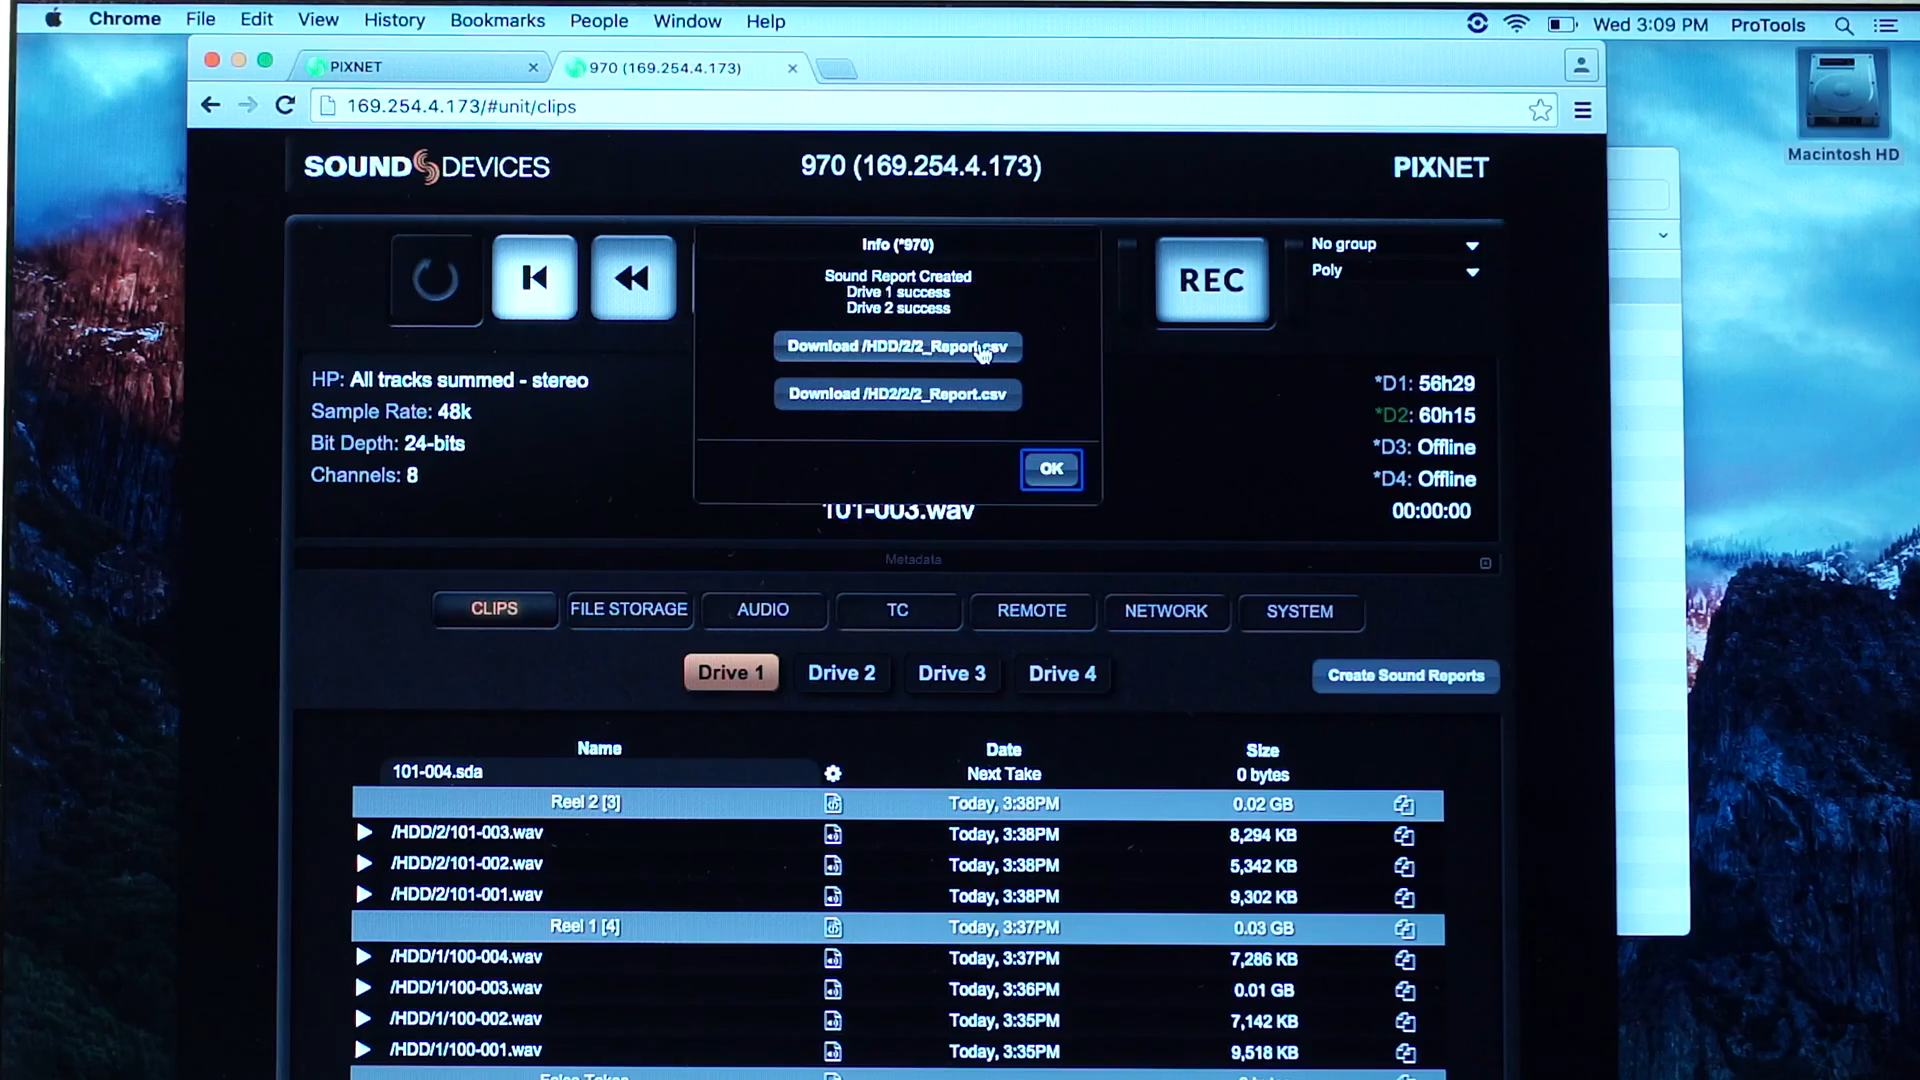 Chrome File Edit View History Bookmarks People Window Help Wed 3:09 PM ProTools
PIXNET
970 (169.254.4.173)
169.254.4.173/#unit/clips
Macintosh HD
SOUND DEVICES
970 (169.254.4.173)
PIXNET
REC
No group
Poly
Info (*970)
Sound Report Created
Drive 1 success
Drive 2 success
Download /HDD/2/2_Report.csv
Download /HD2/2/2_Report.csv
OK
HP: All tracks summed - stereo
Sample Rate: 48k
Bit Depth: 24-bits
Channels: 8
*D1: 56h29
*D2: 60h15
*D3: Offline
*D4: Offline
00:00:00
101-003.wav
Metadata
CLIPS FILE STORAGE AUDIO TC REMOTE NETWORK SYSTEM
Drive 1 Drive 2 Drive 3 Drive 4 Create Sound Reports
Name Date Size
101-004.sda Next Take 0 bytes
Reel 2 [3] Today, 3:38PM 0.02 GB
/HDD/2/101-003.wav Today, 3:38PM 8,294 KB
/HDD/2/101-002.wav Today, 3:38PM 5,342 KB
/HDD/2/101-001.wav Today, 3:38PM 9,302 KB
Reel 1 [4] Today, 3:37PM 0.03 GB
/HDD/1/100-004.wav Today, 3:37PM 7,286 KB
/HDD/1/100-003.wav Today, 3:36PM 0.01 GB
/HDD/1/100-002.wav Today, 3:35PM 7,142 KB
/HDD/1/100-001.wav Today, 3:35PM 9,518 KB